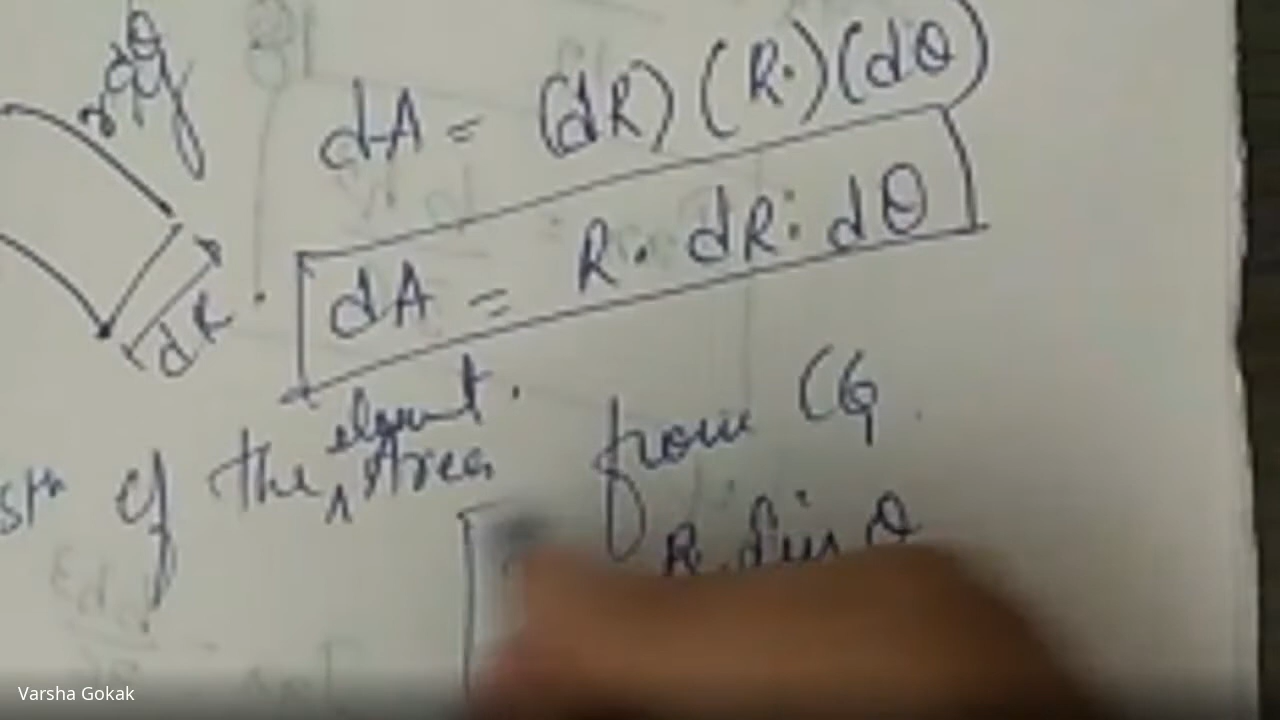 dθ
dA = (dR) (R.) (dθ)
dA = R. dR. dθ
dR.
of the element Area from CG.
R. Sin θ
Varsha Gokak